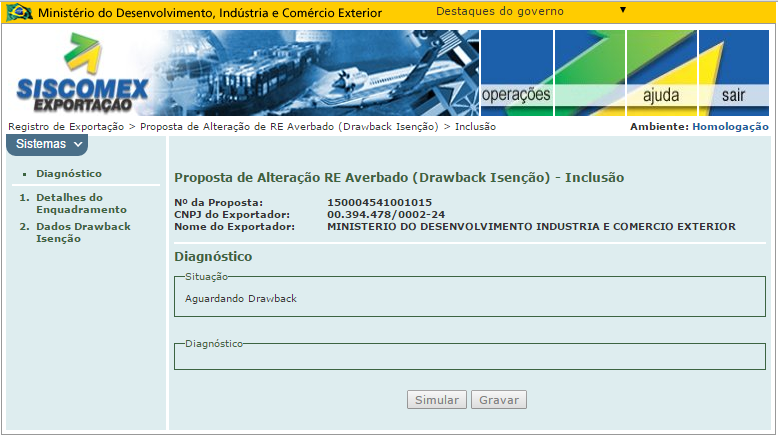 Ministério do Desenvolvimento, Indústria e Comércio Exterior Destaques do governo
SISCOMEX
EXPORTAÇÃO
operações ajuda sair
Registro de Exportação > Proposta de Alteração de RE Averbado (Drawback Isenção) > Inclusão Ambiente: Homologação
Sistemas
Diagnóstico
1. Detalhes do
Enquadramento
2. Dados Drawback
Isenção
Proposta de Alteração RE Averbado (Drawback Isenção) - Inclusão
Nº da Proposta: 150004541001015
CNPJ do Exportador: 00.394.478/0002-24
Nome do Exportador: MINISTERIO DO DESENVOLVIMENTO INDUSTRIA E COMERCIO EXTERIOR
Diagnóstico
Situação
Aguardando Drawback
Diagnóstico
Simular Gravar